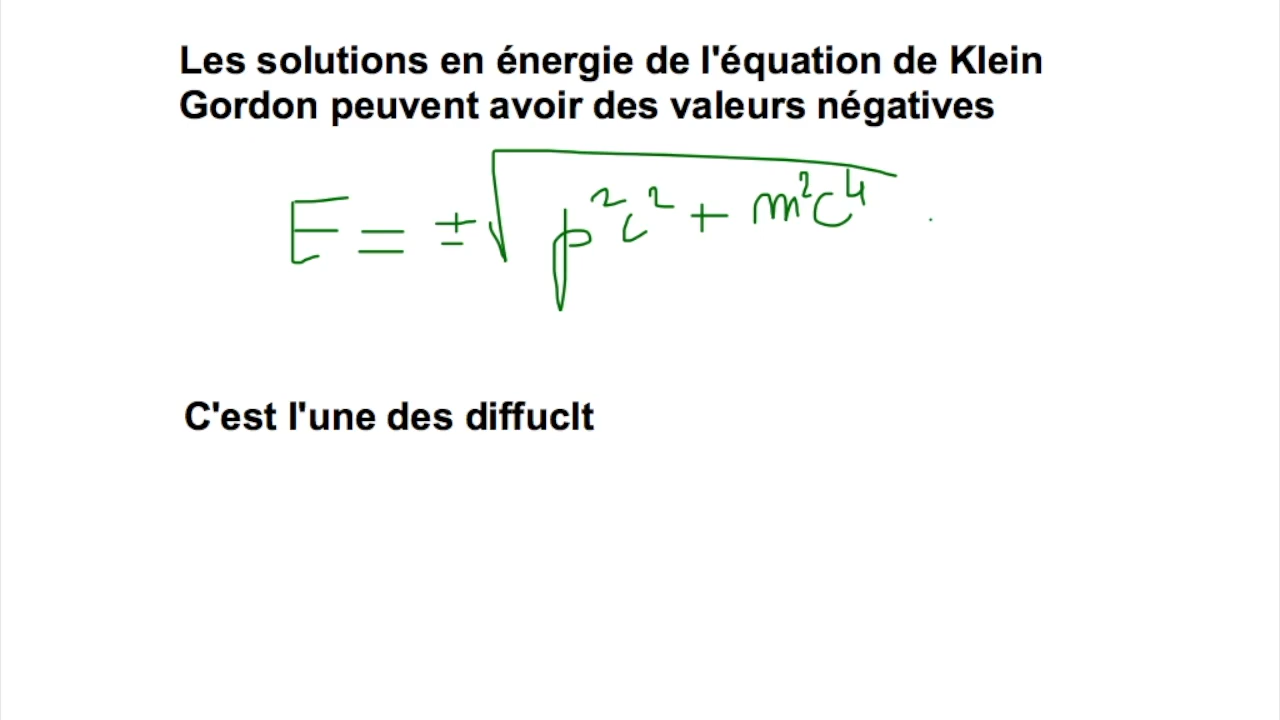 Les solutions en énergie de l'équation de Klein
Gordon peuvent avoir des valeurs négatives
E = ± √(p²c² + m²c⁴)
C'est l'une des diffuclt